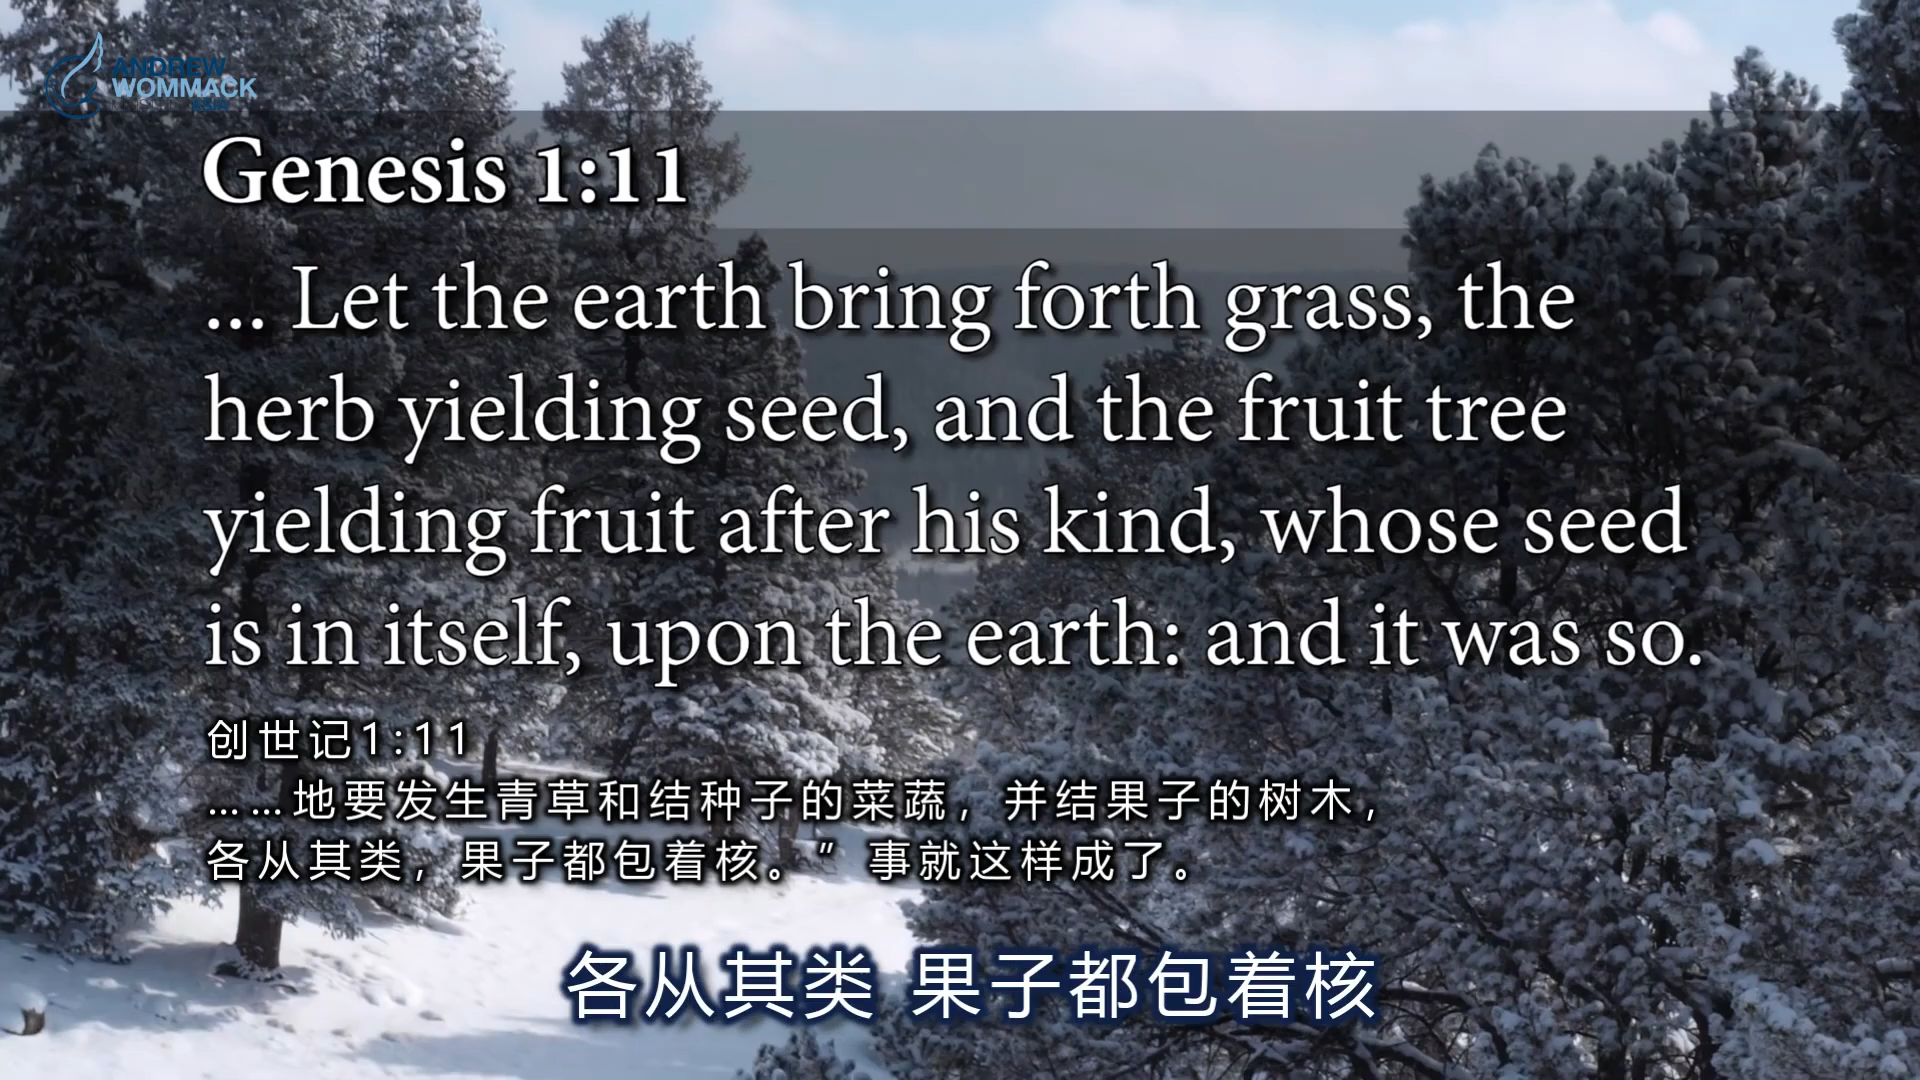 ANDREW
WOMMACK
Genesis 1:11
... Let the earth bring forth grass, the
herb yielding seed, and the fruit tree
yielding fruit after his kind, whose seed
is in itself, upon the earth: and it was so.
创世记1:11
……地要发生青草和结种子的菜蔬，并结果子的树木，
各从其类，果子都包着核。”事就这样成了。
各从其类 果子都包着核